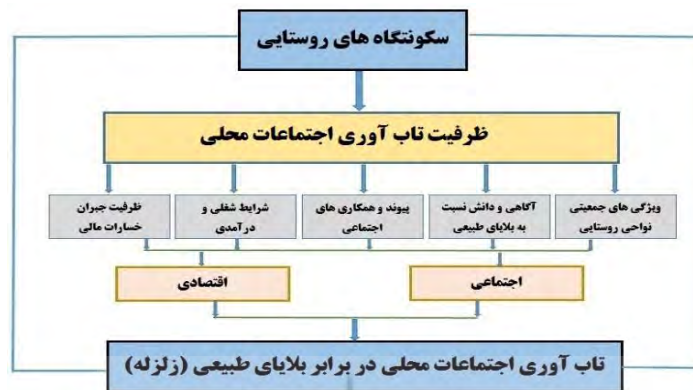 سکونتگاه های روستایی
ظرفیت تاب آوری اجتماعات محلی
ویژگی های جمعیتی
نواحی روستایی
آگاهی و دانش نسبت
به بلایای طبیعی
پیوند و همکاری های
اجتماعی
شرایط شغلی و
درآمدی
ظرفیت جبران
خسارات مالی
اجتماعی
اقتصادی
تاب آوری اجتماعات محلی در برابر بلایای طبیعی (زلزله)